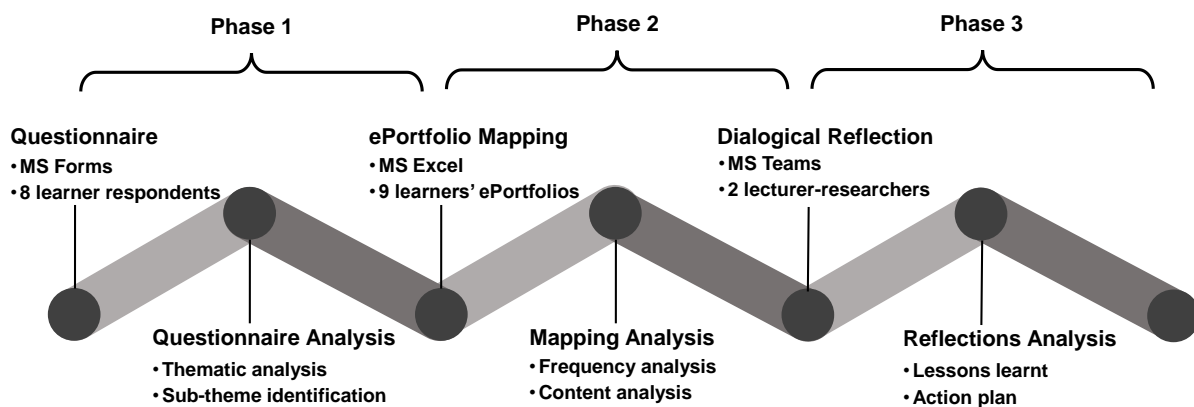 Phase 1
Phase 2
Phase 3
Questionnaire
• MS Forms
• 8 learner respondents
ePortfolio Mapping
• MS Excel
• 9 learners’ ePortfolios
Dialogical Reflection
• MS Teams
• 2 lecturer-researchers
Questionnaire Analysis
• Thematic analysis
• Sub-theme identification
Mapping Analysis
• Frequency analysis
• Content analysis
Reflections Analysis
• Lessons learnt
• Action plan